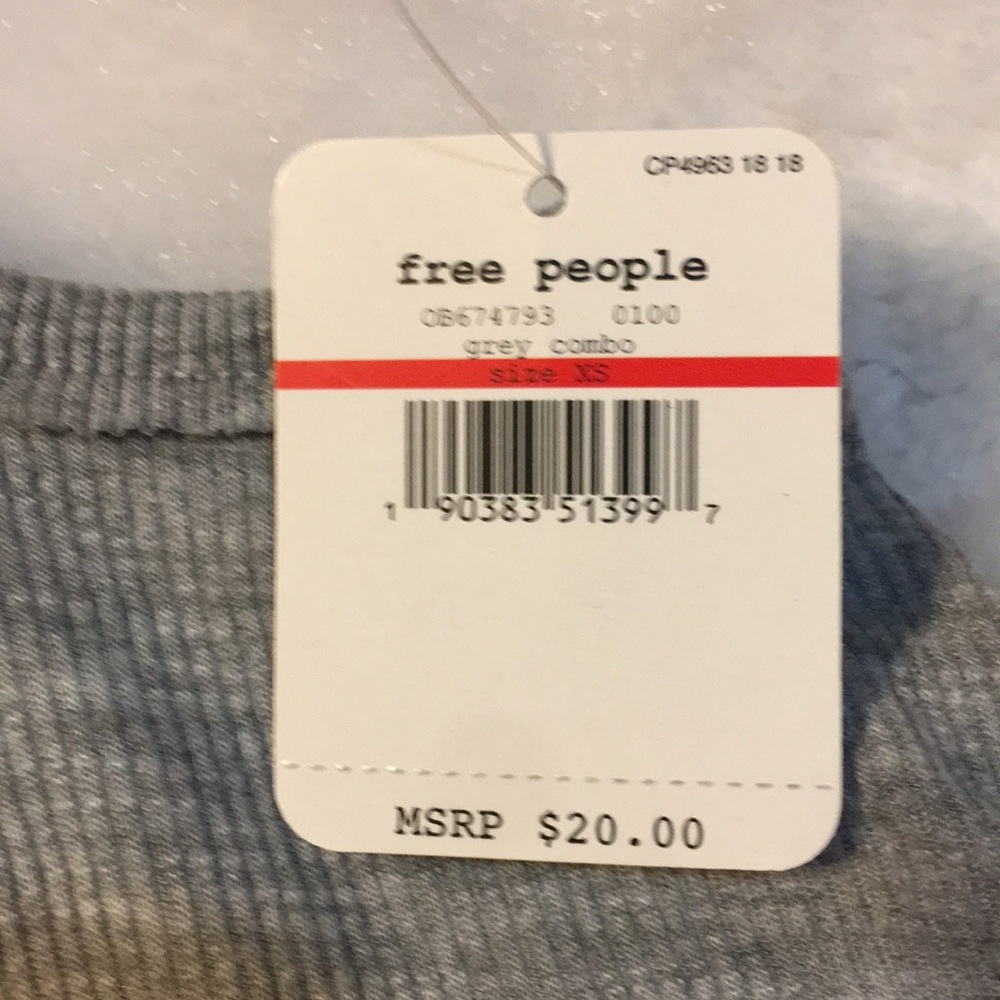 CP4963 18 18
free people
OB674793 0100
grey combo
size XS
1 90383 51399 7
MSRP $20.00